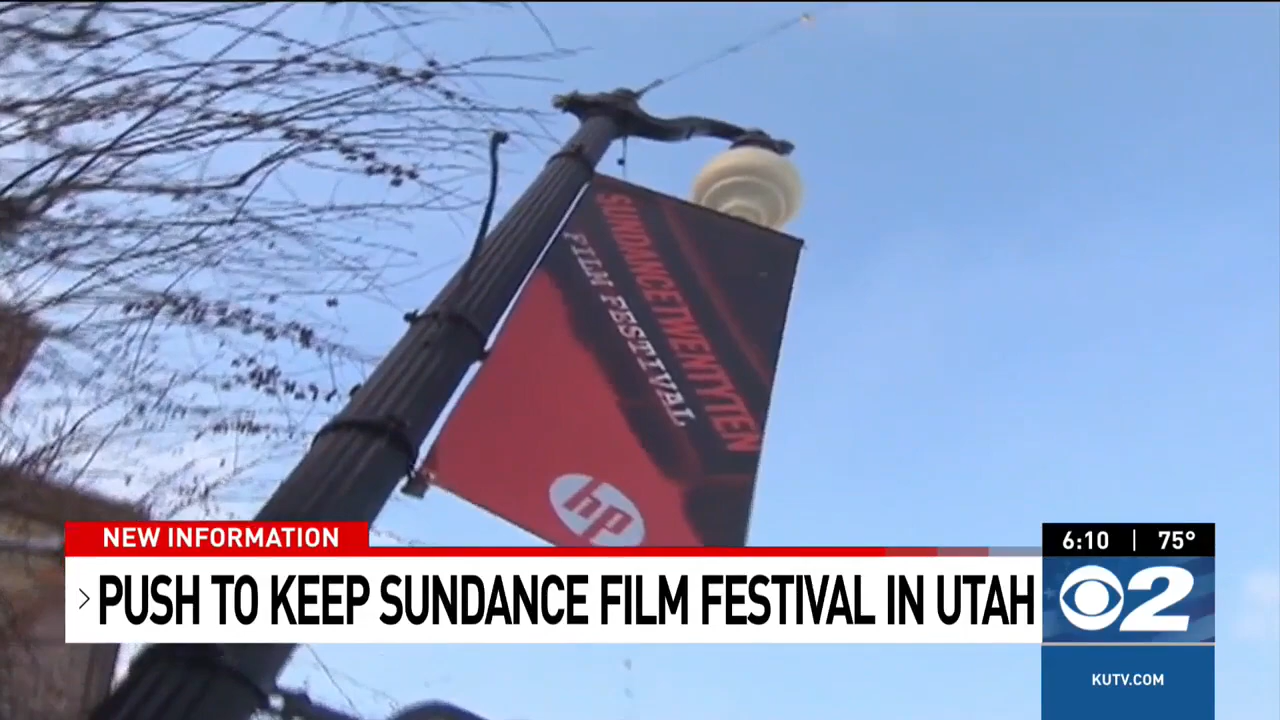 SUNDANCETWENTYTEN
FILM FESTIVAL
hp
NEW INFORMATION
PUSH TO KEEP SUNDANCE FILM FESTIVAL IN UTAH
6:10 | 75°
2
KUTV.COM